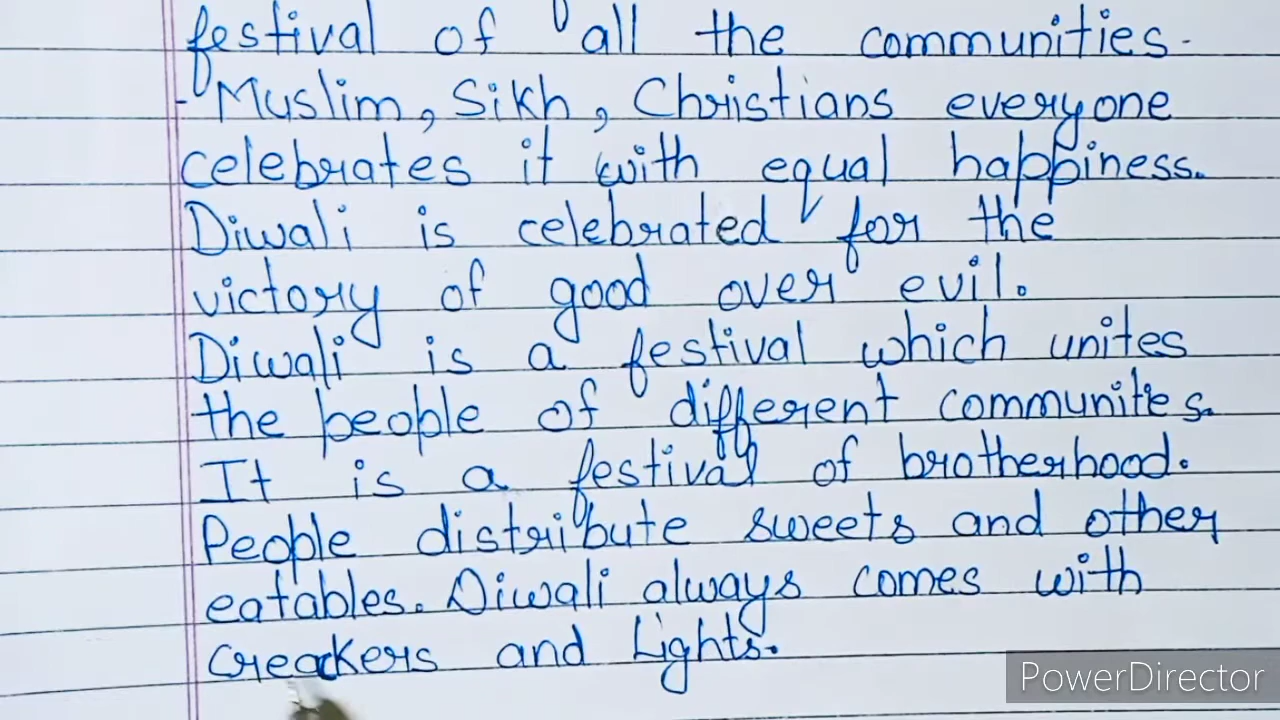 festival of all the communities.
Muslim, Sikh, Christians everyone
celebrates it with equal happiness.
Diwali is celebrated for the
victory of good over evil.
Diwali is a festival which unites
the people of different communities.
It is a festival of brotherhood.
People distribute sweets and other
eatables. Diwali always comes with
creackers and Lights.
PowerDirector